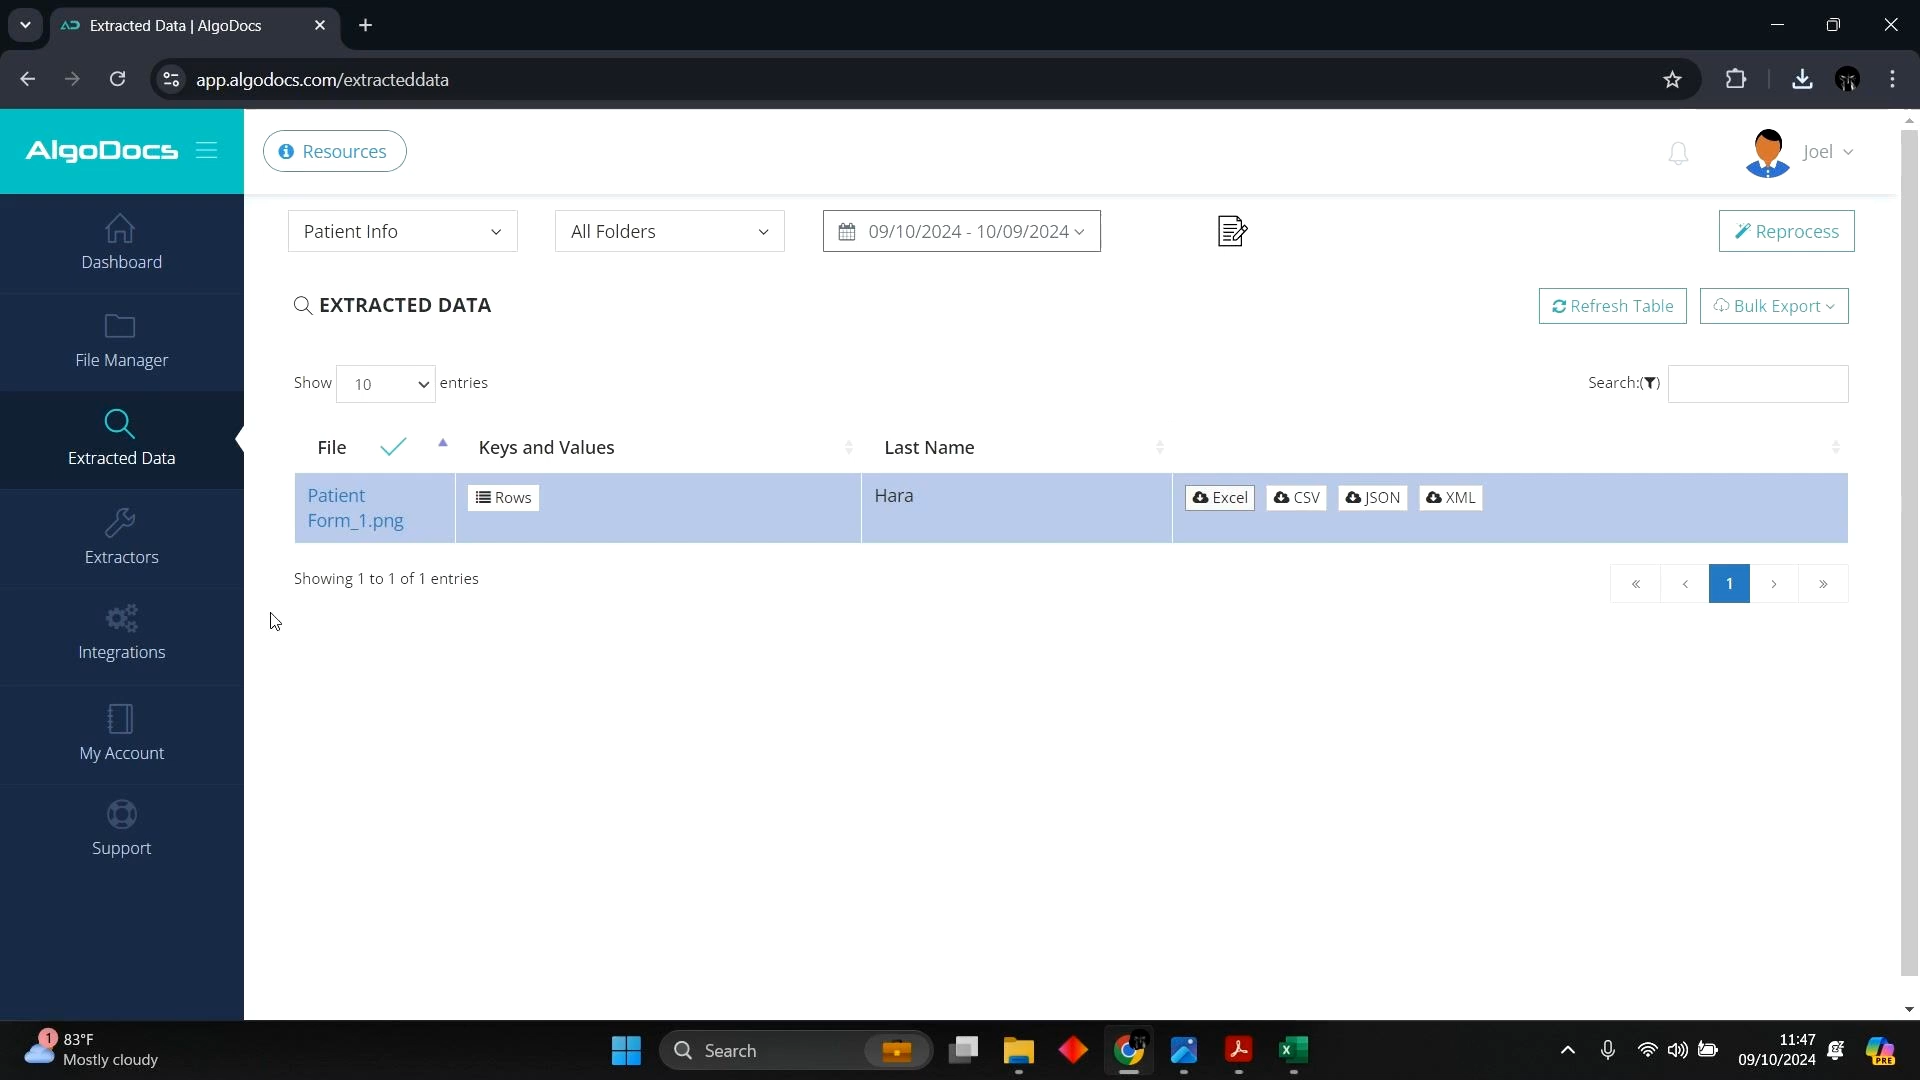 Extracted Data | AlgoDocs
app.algodocs.com/extracteddata
AlgoDocs
Resources
Joel
Dashboard
File Manager
Extracted Data
Extractors
Integrations
My Account
Support
Patient Info
All Folders
09/10/2024 - 10/09/2024
Reprocess
EXTRACTED DATA
Refresh Table
Bulk Export
Show 10 entries
Search:
File
Keys and Values
Last Name
Patient
Form_1.png
Rows
Hara
Excel
CSV
JSON
XML
Showing 1 to 1 of 1 entries
«
‹
1
›
»
1
83°F
Mostly cloudy
Search
11:47
09/10/2024
PRE